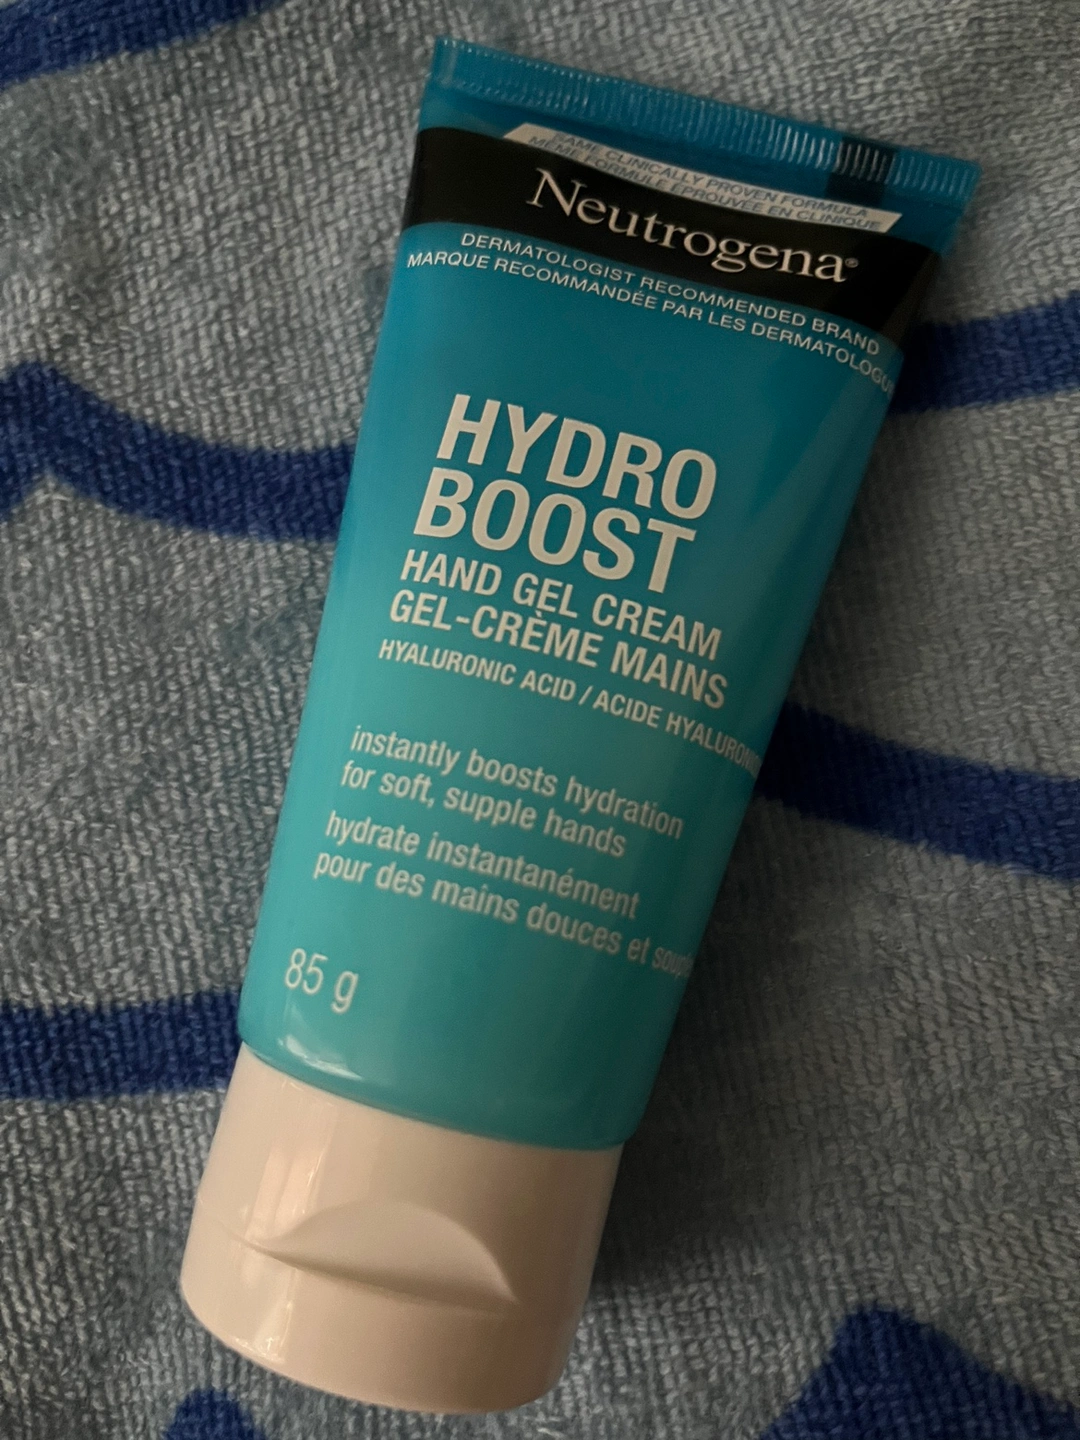 SAME CLINICALLY PROVEN FORMULA
MÊME FORMULE ÉPROUVÉE EN CLINIQUE
Neutrogena®
DERMATOLOGIST RECOMMENDED BRAND
MARQUE RECOMMANDÉE PAR LES
HYDRO
BOOST
HAND GEL CREAM
GEL-CRÈME MAINS
HYALURONIC ACID / ACIDE
instantly boosts hydration
for soft, supple hands
hydrate instantanément
pour des mains douces et
85 g